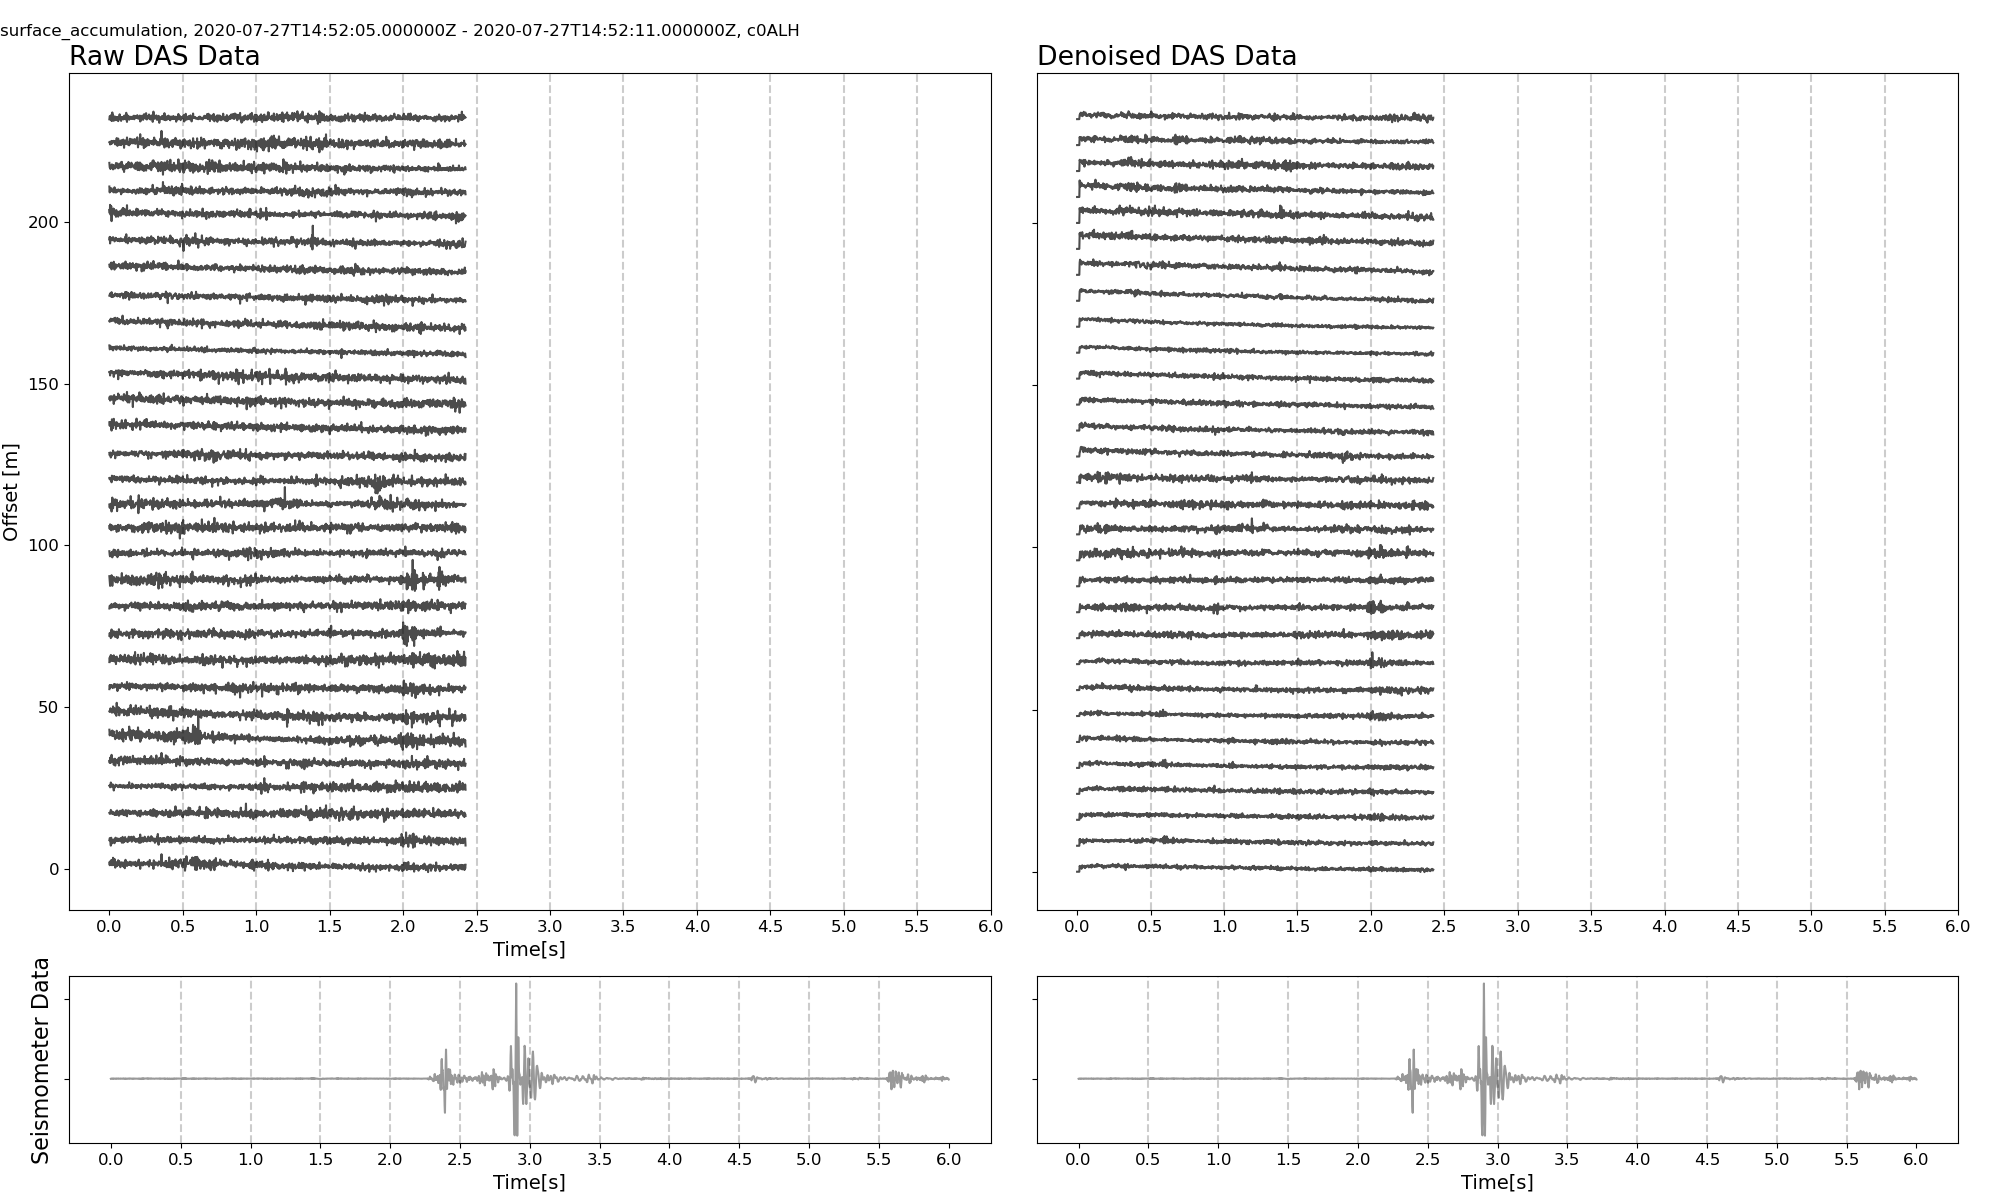 surface_accumulation, 2020-07-27T14:52:05.000000Z - 2020-07-27T14:52:11.000000Z, c0ALH
Raw DAS Data
Denoised DAS Data
Offset [m]
200
150
100
50
0
0.0 0.5 1.0 1.5 2.0 2.5 3.0 3.5 4.0 4.5 5.0 5.5 6.0
Time[s]
0.0 0.5 1.0 1.5 2.0 2.5 3.0 3.5 4.0 4.5 5.0 5.5 6.0
Seismometer Data
0.0 0.5 1.0 1.5 2.0 2.5 3.0 3.5 4.0 4.5 5.0 5.5 6.0
Time[s]
0.0 0.5 1.0 1.5 2.0 2.5 3.0 3.5 4.0 4.5 5.0 5.5 6.0
Time[s]